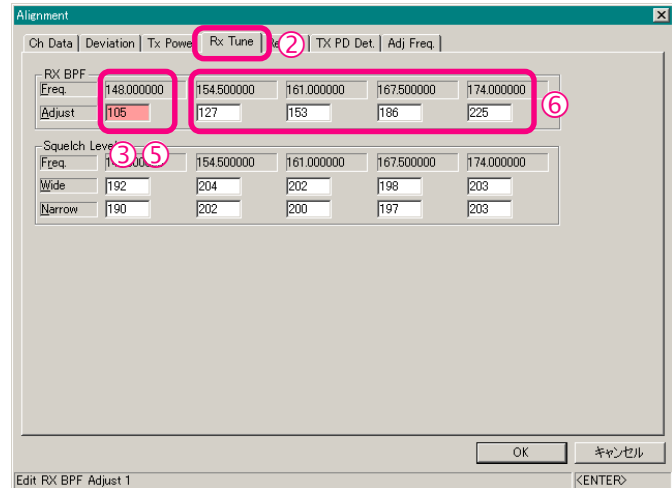 Alignment
Ch Data Deviation Tx Powe Rx Tune ② TX PD Det. Adj Freq.
RX BPF
Freq. 148.000000 154.500000 161.000000 167.500000 174.000000
Adjust 105 127 153 186 225 ⑥
③ ⑤
Squelch Level
Freq. 154.500000 161.000000 167.500000 174.000000
Wide 192 204 202 198 203
Narrow 190 202 200 197 203
OK キャンセル
Edit RX BPF Adjust 1 <ENTER>